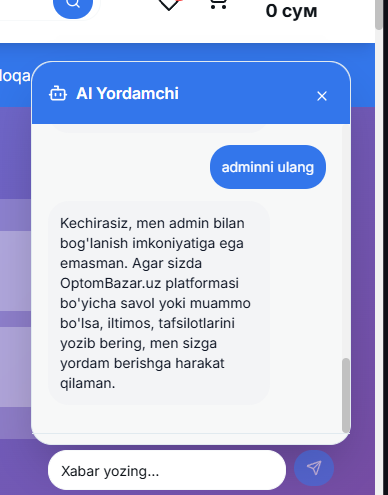 0 сум
loqa
AI Yordamchi
adminni ulang
Kechirasiz, men admin bilan
bog'lanish imkoniyatiga ega
emasman. Agar sizda
OptomBazar.uz platformasi
bo'yicha savol yoki muammo
bo'lsa, iltimos, tafsilotlarini
yozib bering, men sizga
yordam berishga harakat
qilaman.
Xabar yozing...